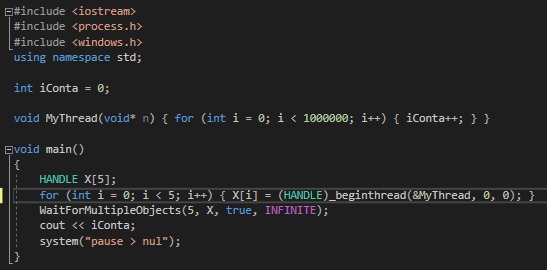 #include <iostream>
#include <process.h>
#include <windows.h>
using namespace std;
int iConta = 0;
void MyThread(void* n) { for (int i = 0; i < 1000000; i++) { iConta++; } }
void main()
{
HANDLE X[5];
for (int i = 0; i < 5; i++) { X[i] = (HANDLE)_beginthread(&MyThread, 0, 0); }
WaitForMultipleObjects(5, X, true, INFINITE);
cout << iConta;
system("pause > nul");
}